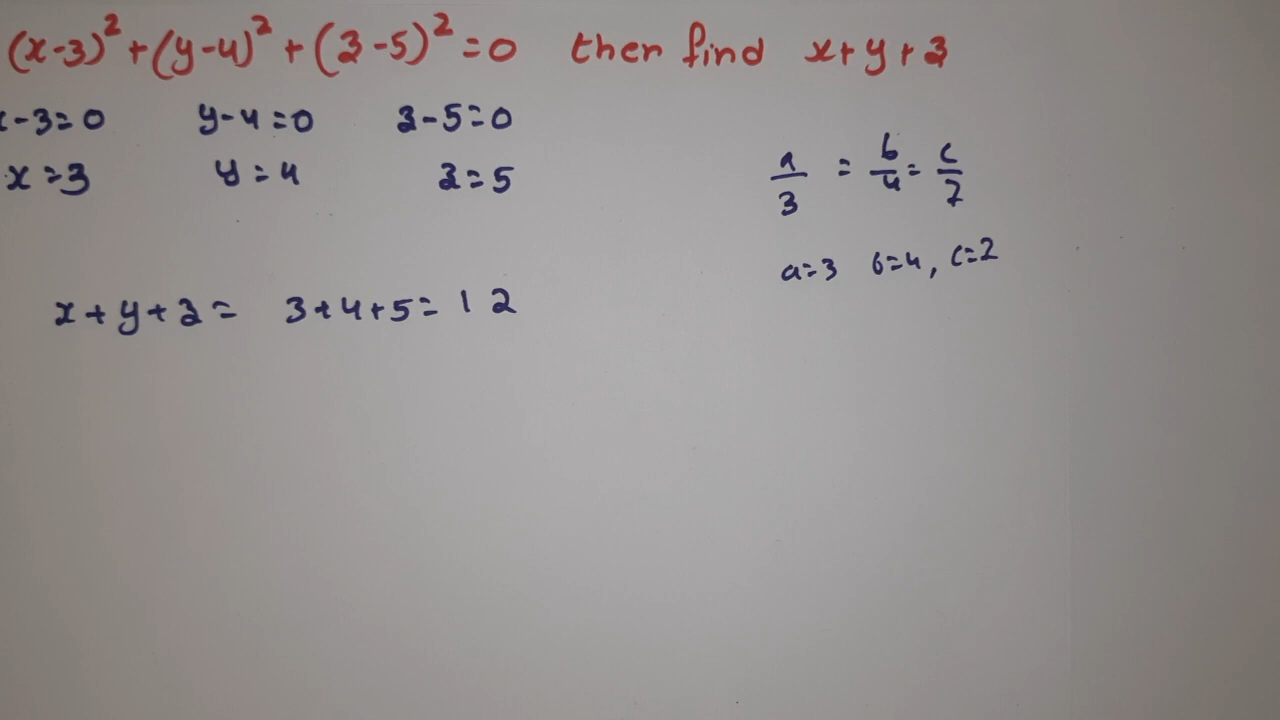 (x-3)²+(y-4)²+(z-5)²=0 then find x+y+z
x-3=0 y-4=0 z-5=0
x=3 y=4 z=5
a/3 = b/4 = c/7
a=3 b=4, c=2
x+y+z= 3+4+5=12